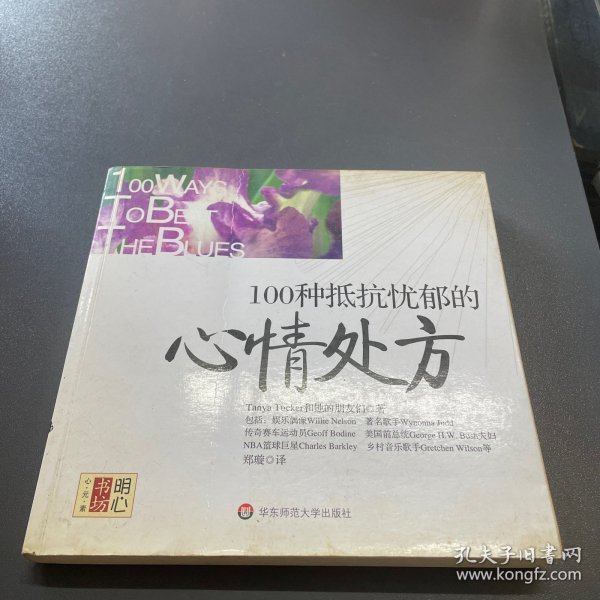 100 WAYS
TO BEAT
THE BLUES
100种抵抗忧郁的
心情处方
Tanya Tucker和她的朋友们◎著
包括：娱乐偶像Willie Nelson 著名歌手Wynonna Judd
传奇赛车运动员Geoff Bodine 美国前总统George H.W. Bush夫妇
NBA篮球巨星Charles Barkley 乡村音乐歌手Gretchen Wilson等
郑璇◎译
明心
书坊
心·元·素
华东师范大学出版社
孔夫子旧书网
www.kongfz.com